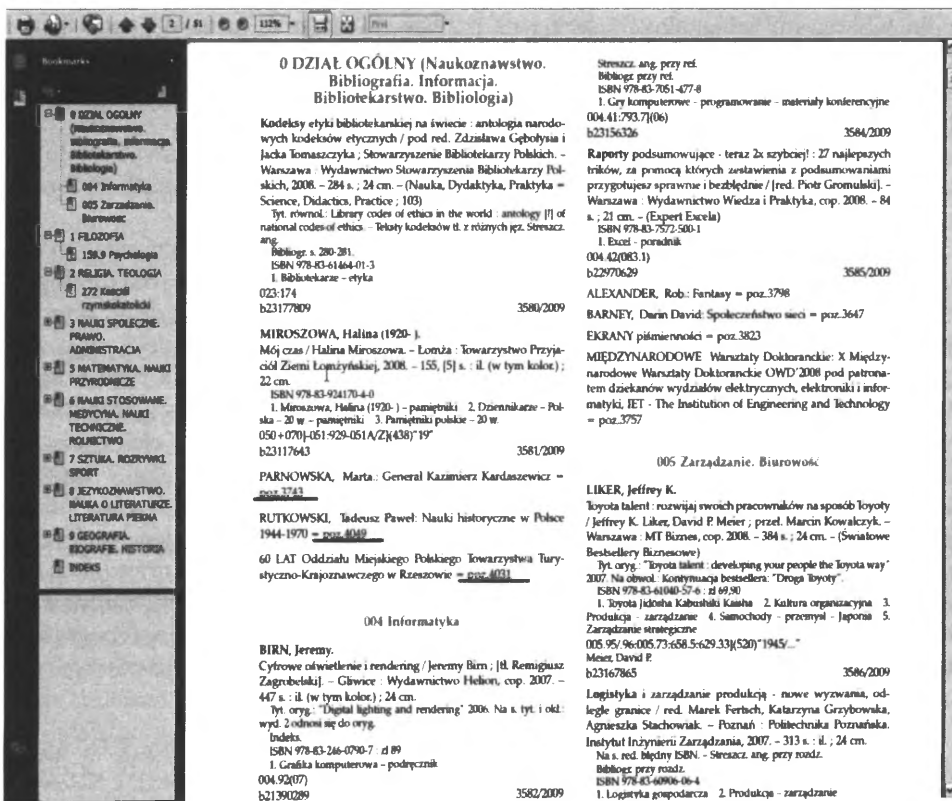 2 / 51
112%
Find
Bookmarks
0 DZIAŁ OGÓLNY
(Naukoznawstwo.
Bibliografia. Informacja.
Bibliotekarstwo.
Bibliologia)
004 Informatyka
005 Zarządzanie.
Biurowość
1 FILOZOFIA
159.9 Psychologia
2 RELIGIA. TEOLOGIA
272 Kościół
rzymskokatolicki
3 NAUKI SPOŁECZNE.
PRAWO.
ADMINISTRACJA
5 MATEMATYKA. NAUKI
PRZYRODNICZE
6 NAUKI STOSOWANE.
MEDYCYNA. NAUKI
TECHNICZNE.
ROLNICTWO
7 SZTUKA. ROZRYWKI.
SPORT
8 JĘZYKOZNAWSTWO.
NAUKA O LITERATURZE.
LITERATURA PIĘKNA
9 GEOGRAFIA.
BIOGRAFIE. HISTORIA
INDEKS
0 DZIAŁ OGÓLNY (Naukoznawstwo.
Bibliografia. Informacja.
Bibliotekarstwo. Bibliologia)
Kodeksy etyki bibliotekarskiej na świecie : antologia narodo-
wych kodeksów etycznych / pod red. Zdzisława Gębołysia i
Jacka Tomaszczyka ; Stowarzyszenie Bibliotekarzy Polskich. –
Warszawa : Wydawnictwo Stowarzyszenia Bibliotekarzy Pol-
skich, 2008. – 284 s. ; 24 cm. – (Nauka, Dydaktyka, Praktyka =
Science, Didactics, Practice ; 103)
Tyt. równol.: Library codes of ethics in the world : antology [!] of
national codes of ethics. – Teksty kodeksów tł. z różnych jęz. Streszcz.
ang.
Bibliogr. s. 280-281.
ISBN 978-83-61464-01-3
1. Bibliotekarze – etyka
023:174
b23177809 3580/2009
MIROSZOWA, Halina (1920- ).
Mój czas / Halina Miroszowa. – Łomża : Towarzystwo Przyja-
ciół Ziemi Łomżyńskiej, 2008. – 155, [5] s. : il. (w tym kolor.) ;
22 cm.
ISBN 978-83-924170-4-0
1. Miroszowa, Halina (1920- ) – pamiętniki 2. Dziennikarze – Pol-
ska – 20 w. – pamiętniki 3. Pamiętniki polskie – 20 w.
050+070]-051:929-051A/Z](438)"19"
b23117643 3581/2009
PARNOWSKA, Marta.: Generał Kazimierz Kardaszewicz =
poz.3743
RUTKOWSKI, Tadeusz Paweł: Nauki historyczne w Polsce
1944-1970 = poz.4049
60 LAT Oddziału Miejskiego Polskiego Towarzystwa Tury-
styczno-Krajoznawczego w Rzeszowie = poz.4031
004 Informatyka
BIRN, Jeremy.
Cyfrowe oświetlenie i rendering / Jeremy Birn ; [tł. Remigiusz
Zagrobelski]. – Gliwice : Wydawnictwo Helion, cop. 2007. –
447 s. : il. (w tym kolor.) ; 24 cm.
Tyt. oryg.: "Digital lighting and rendering" 2006. Na s. tyt. i okł.:
wyd. 2 odnosi się do oryg.
Indeks.
ISBN 978-83-246-0790-7 : zł 89
1. Grafika komputerowa – podręcznik
004.92(07)
b21390289 3582/2009
Streszcz. ang. przy ref.
Bibliogr. przy ref.
ISBN 978-83-7051-477-8
1. Gry komputerowe - programowanie - materiały konferencyjne
004.41:793.7](06)
b23156326 3584/2009
Raporty podsumowujące - teraz 2x szybciej! : 27 najlepszych
trików, za pomocą których zestawienia z podsumowaniami
przygotujesz sprawnie i bezbłędnie / [red. Piotr Gromulski]. –
Warszawa : Wydawnictwo Wiedza i Praktyka, cop. 2008. – 84
s. ; 21 cm. – (Expert Excela)
ISBN 978-83-7572-500-1
1. Excel - poradnik
004.42(083.1)
b22970629 3585/2009
ALEXANDER, Rob.: Fantasy = poz.3798
BARNEY, Darin David: Społeczeństwo sieci = poz.3647
EKRANY piśmienności = poz.3823
MIĘDZYNARODOWE Warsztaty Doktoranckie: X Między-
narodowe Warsztaty Doktoranckie OWD'2008 pod patrona-
tem dziekanów wydziałów elektrycznych, elektroniki i infor-
matyki, IET - The Institution of Engineering and Technology
= poz.3757
005 Zarządzanie. Biurowość
LIKER, Jeffrey K.
Toyota talent : rozwijaj swoich pracowników na sposób Toyoty
/ Jeffrey K. Liker, David P. Meier ; przeł. Marcin Kowalczyk. –
Warszawa : MT Biznes, cop. 2008. – 384 s. ; 24 cm. – (Światowe
Bestsellery Biznesowe)
Tyt. oryg.: "Toyota talent : developing your people the Toyota way"
2007. Na obwol.: Kontynuacja bestsellera: "Droga Toyoty".
ISBN 978-83-61040-57-6 : zł 69,90
1. Toyota Jidosha Kabushiki Kaisha 2. Kultura organizacyjna 3.
Produkcja - zarządzanie 4. Samochody - przemysł - Japonia 5.
Zarządzanie strategiczne
005.95/.96:005.73:658.5:629.33](520)"1945/..."
Meier, David P.
b23167865 3586/2009
Logistyka i zarządzanie produkcją - nowe wyzwania, od-
ległe granice / red. Marek Fertsch, Katarzyna Grzybowska,
Agnieszka Stachowiak. – Poznań : Politechnika Poznańska.
Instytut Inżynierii Zarządzania, 2007. – 313 s. : il. ; 24 cm.
Na s. red. błędny ISBN. – Streszcz. ang. przy rozdz.
Bibliogr. przy rozdz.
ISBN 978-83-60906-06-4
1. Logistyka gospodarcza 2. Produkcja - zarządzanie